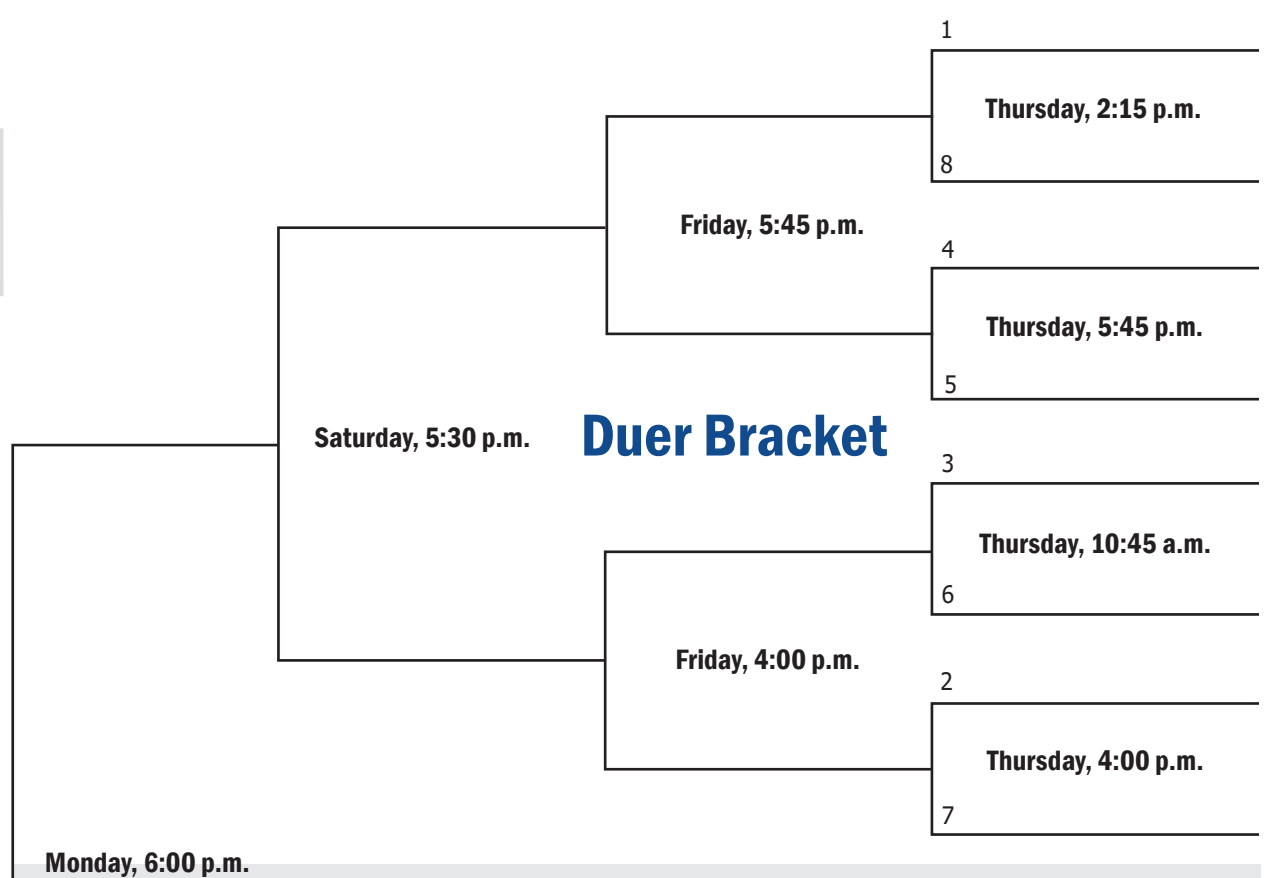 1
Thursday, 2:15 p.m.
8
Friday, 5:45 p.m.
4
Thursday, 5:45 p.m.
5
Saturday, 5:30 p.m.
Duer Bracket
3
Thursday, 10:45 a.m.
6
Friday, 4:00 p.m.
2
Thursday, 4:00 p.m.
7
Monday, 6:00 p.m.